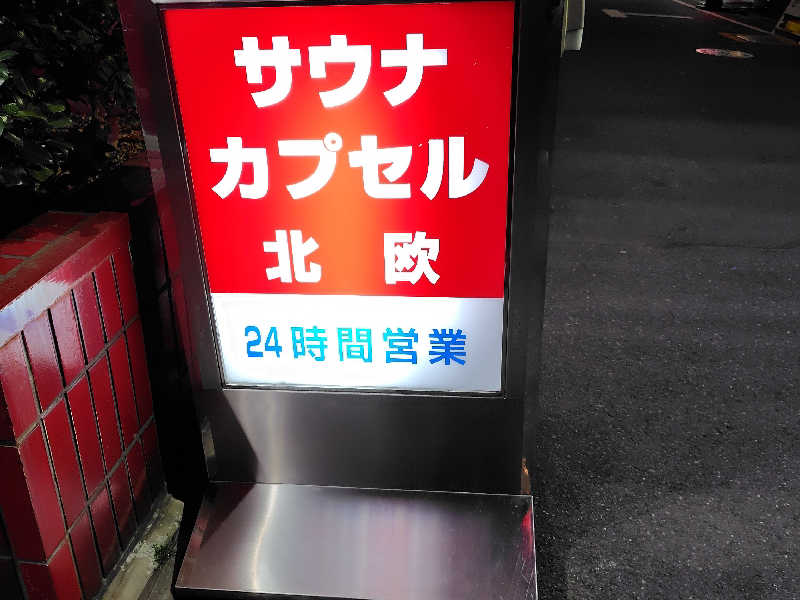 サウナ
カプセル
北欧
24時間営業